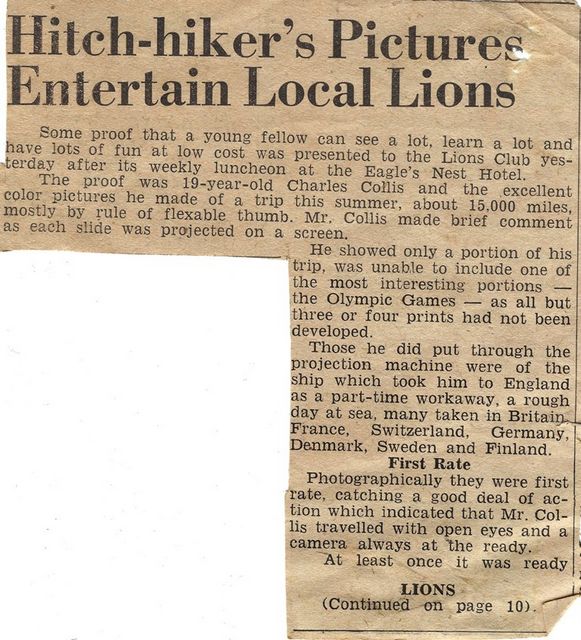 Hitch-hiker's Pictures
Entertain Local Lions
Some proof that a young fellow can see a lot, learn a lot and
have lots of fun at low cost was presented to the Lions Club yes-
terday after its weekly luncheon at the Eagle's Nest Hotel.
The proof was 19-year-old Charles Collis and the excellent
color pictures he made of a trip this summer, about 15,000 miles,
mostly by rule of flexable thumb. Mr. Collis made brief comment
as each slide was projected on a screen.
He showed only a portion of his
trip, was unable to include one of
the most interesting portions —
the Olympic Games — as all but
three or four prints had not been
developed.
Those he did put through the
projection machine were of the
ship which took him to England
as a part-time workaway, a rough
day at sea, many taken in Britain,
France, Switzerland, Germany,
Denmark, Sweden and Finland.
First Rate
Photographically they were first
rate, catching a good deal of ac-
tion which indicated that Mr. Col-
lis travelled with open eyes and a
camera always at the ready.
At least once it was ready
LIONS
(Continued on page 10).